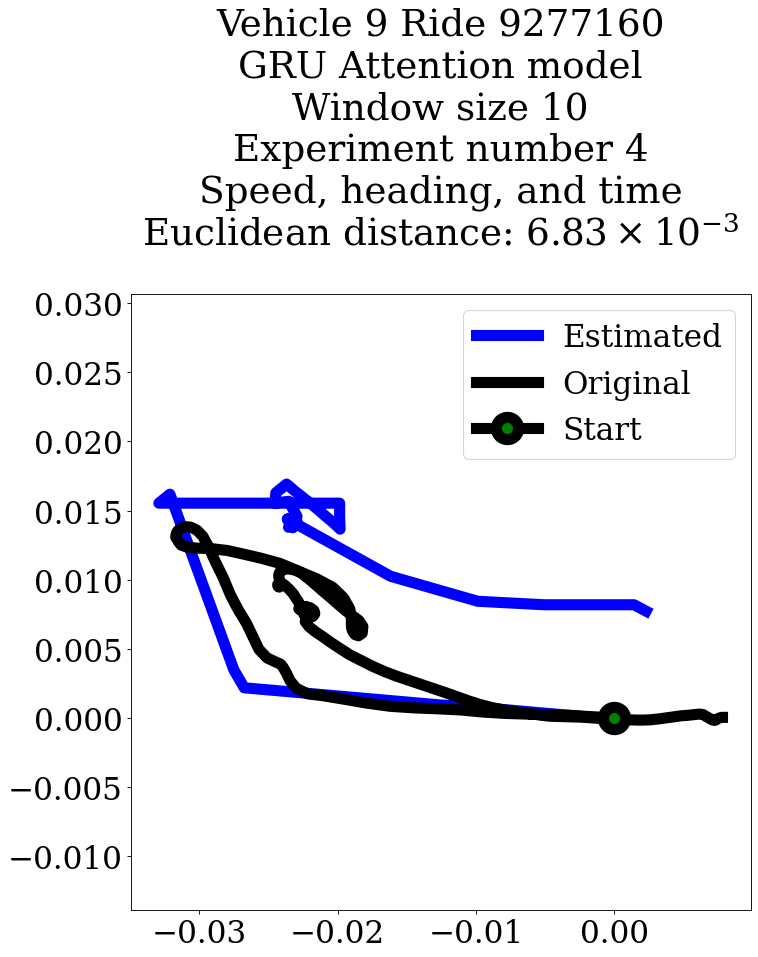 Vehicle 9 Ride 9277160
GRU Attention model
Window size 10
Experiment number 4
Speed, heading, and time
Euclidean distance: 6.83 × 10⁻³
0.030
0.025
0.020
0.015
0.010
0.005
0.000
−0.005
−0.010
Estimated
Original
Start
−0.03 −0.02 −0.01 0.00